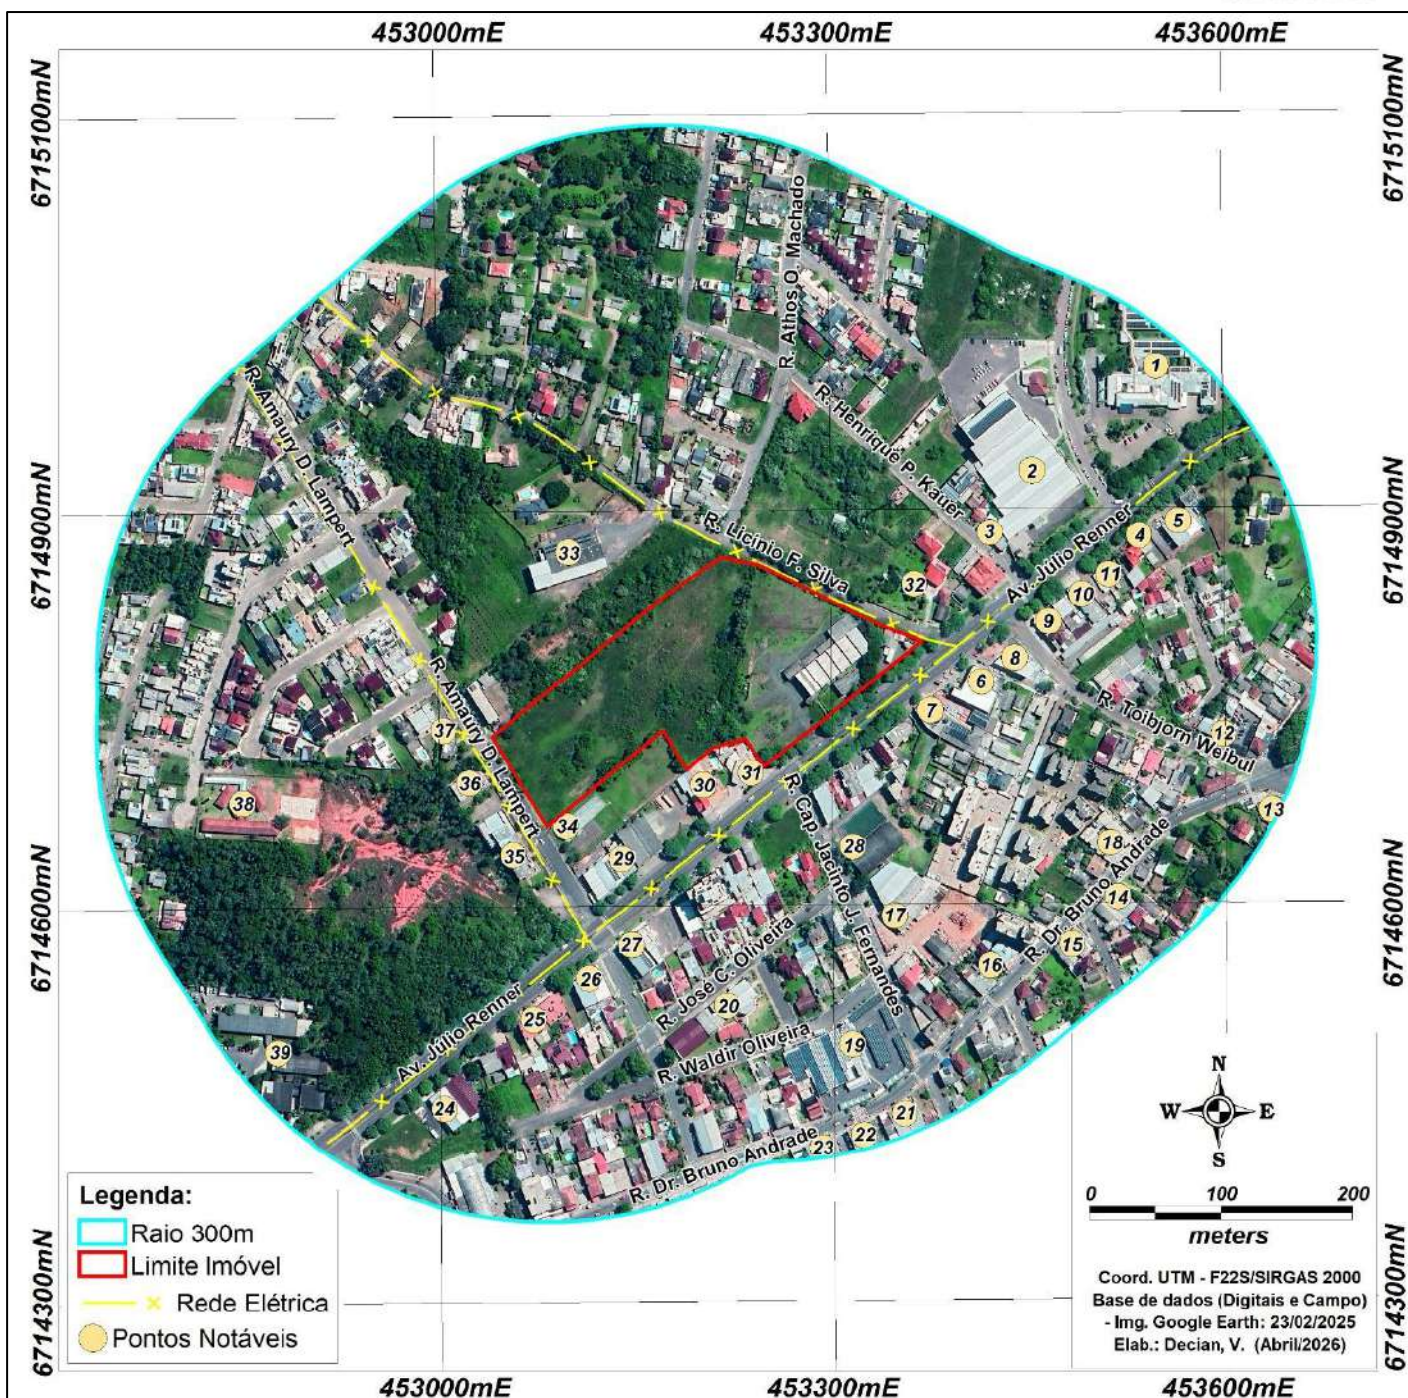 453000mE
453300mE
453600mE
6715100mN
6715100mN
R. Athos O. Machado
1
R. Amaury D. Lampert
R. Henrique P. Kauer
2
6714900mN
6714900mN
R. Licínio F. Silva
3
Av. Júlio Renner
4
5
33
32
11
10
9
8
6
7
R. Toibjorn Weibul
12
R. Amaury D. Lampert
37
36
38
30
31
R. Cap. Jacinto J. Fernandes
13
34
35
29
28
18
R. Dr. Bruno Andrade
14
17
6714600mN
6714600mN
27
15
16
26
R. José C. Oliveira
25
20
Av. Júlio Renner
R. Waldir Oliveira
19
39
24
21
22
23
R. Dr. Bruno Andrade
N
W
E
S
Legenda:
Raio 300m
Limite Imóvel
Rede Elétrica
Pontos Notáveis
0 100 200
meters
Coord. UTM - F22S/SIRGAS 2000
Base de dados (Digitais e Campo)
- Img. Google Earth: 23/02/2025
Elab.: Decian, V. (Abril/2026)
6714300mN
6714300mN
453000mE
453300mE
453600mE